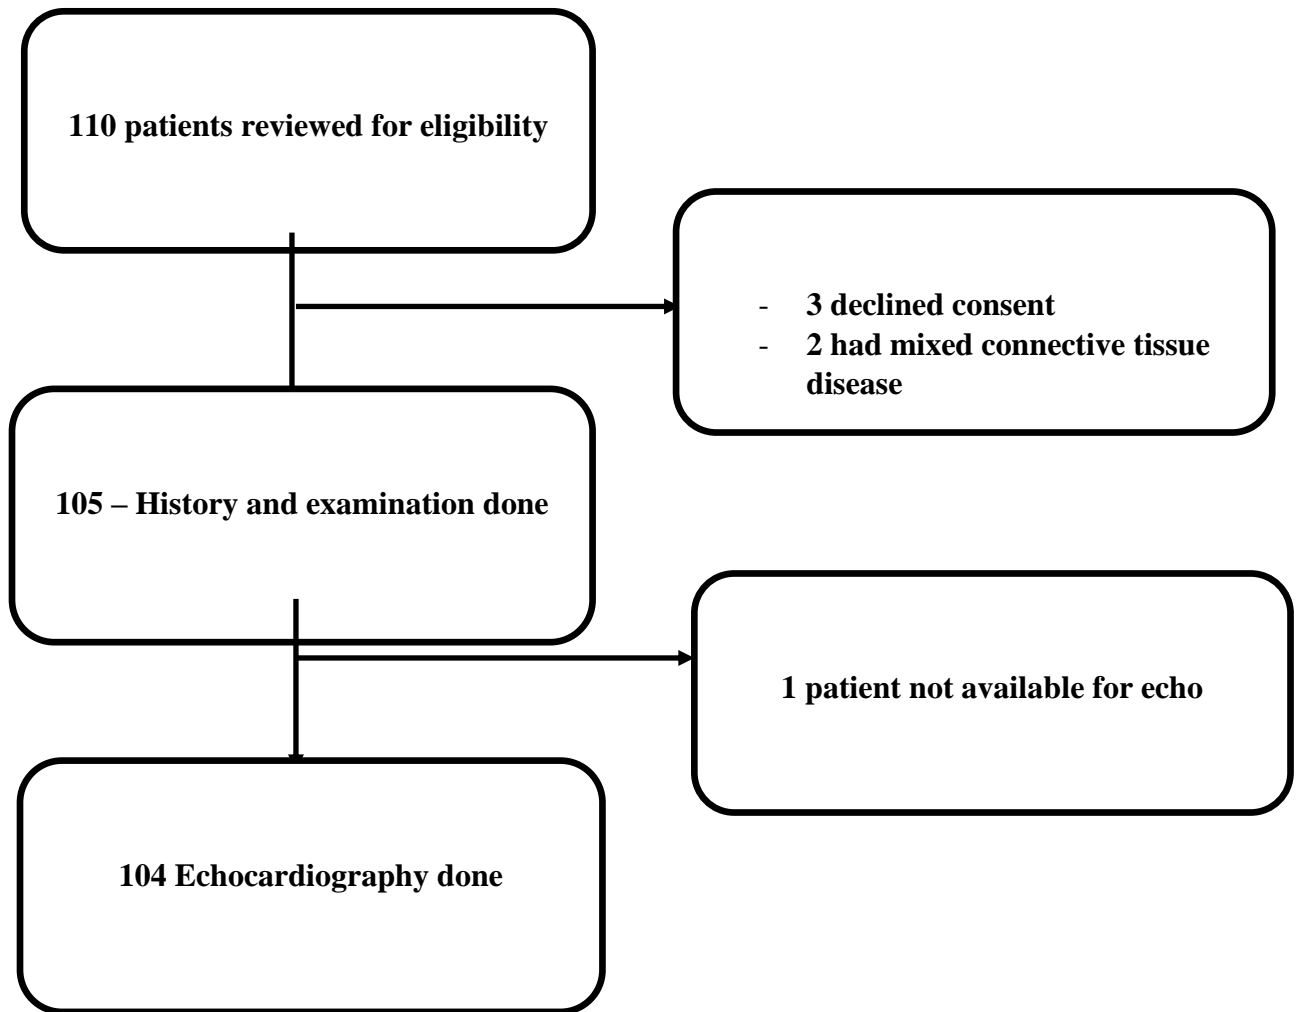 110 patients reviewed for eligibility
- 3 declined consent
- 2 had mixed connective tissue
disease
105 – History and examination done
1 patient not available for echo
104 Echocardiography done